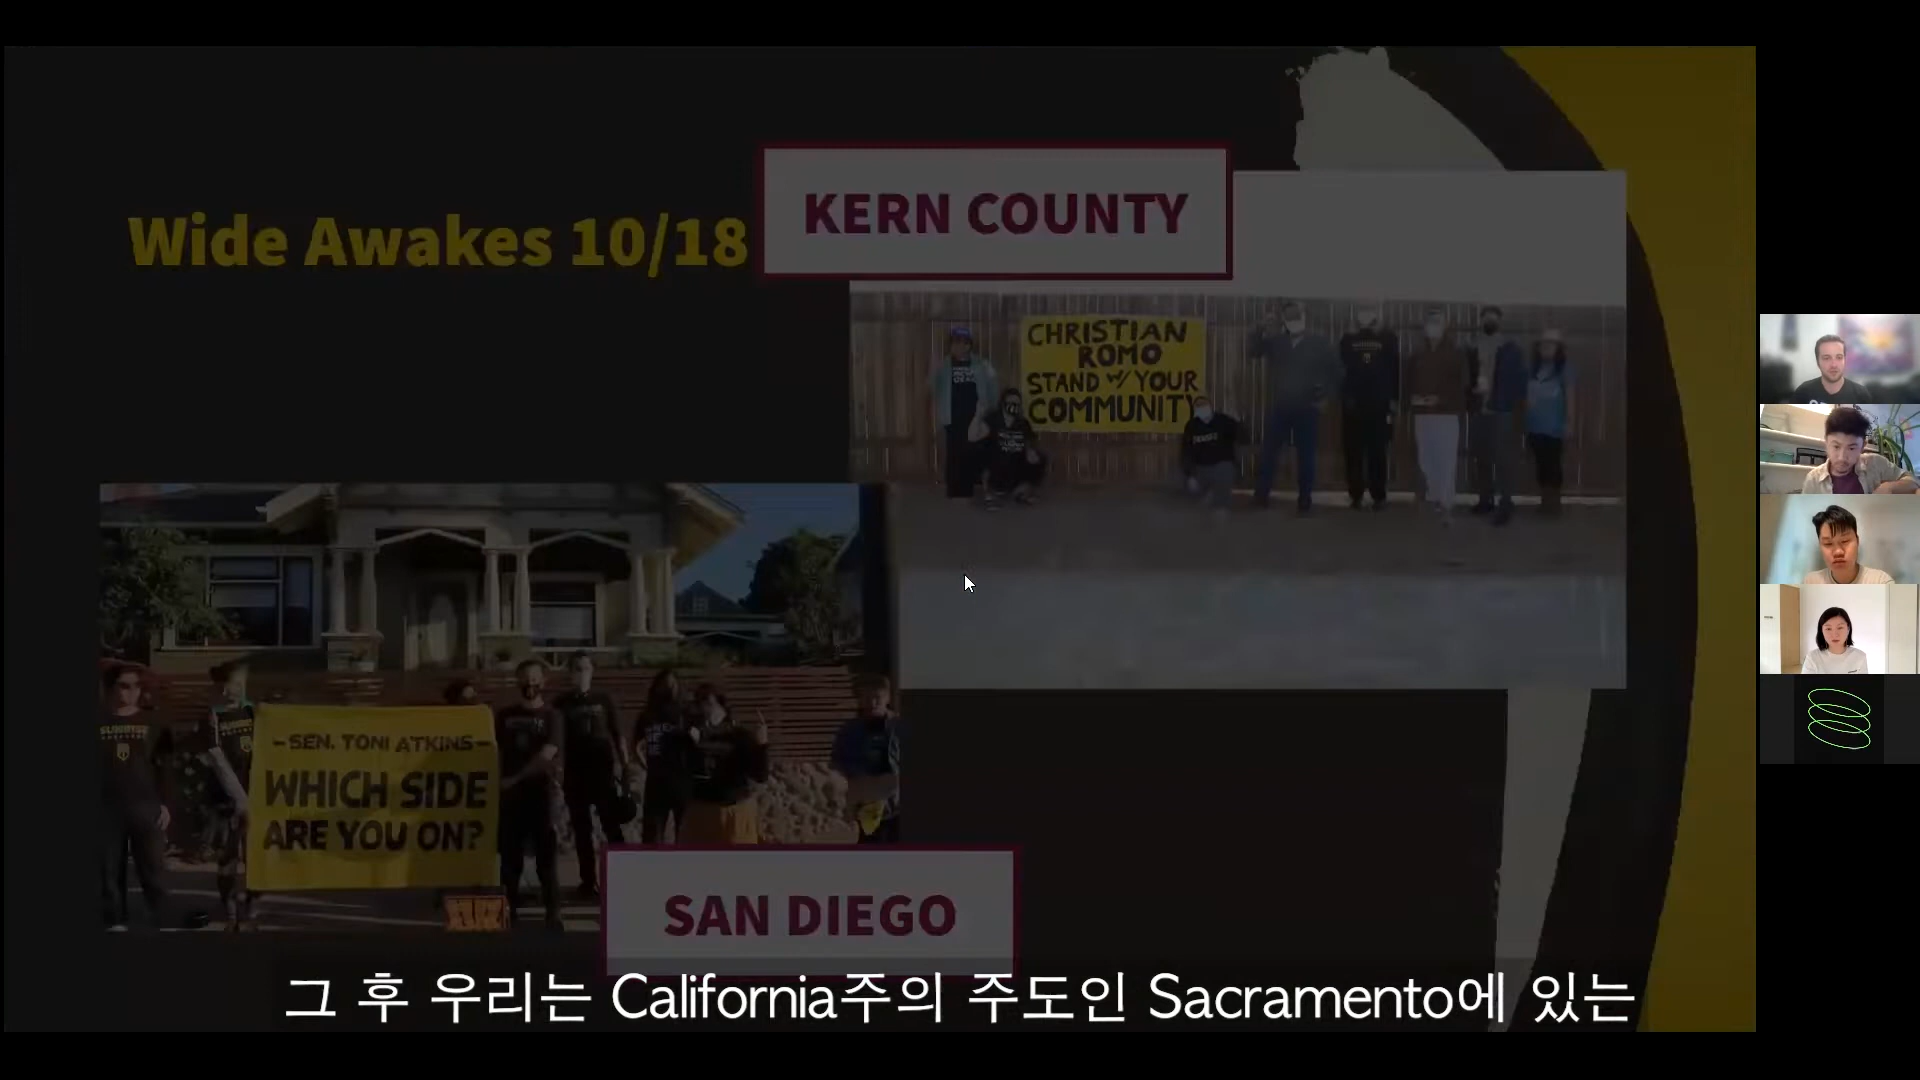 Wide Awakes 10/18
KERN COUNTY
CHRISTIAN
ROMO
STAND W/ YOUR
COMMUNITY
SUNRISE
-SEN. TONI ATKINS-
WHICH SIDE
ARE YOU ON?
SAN DIEGO
그 후 우리는 California주의 주도인 Sacramento에 있는